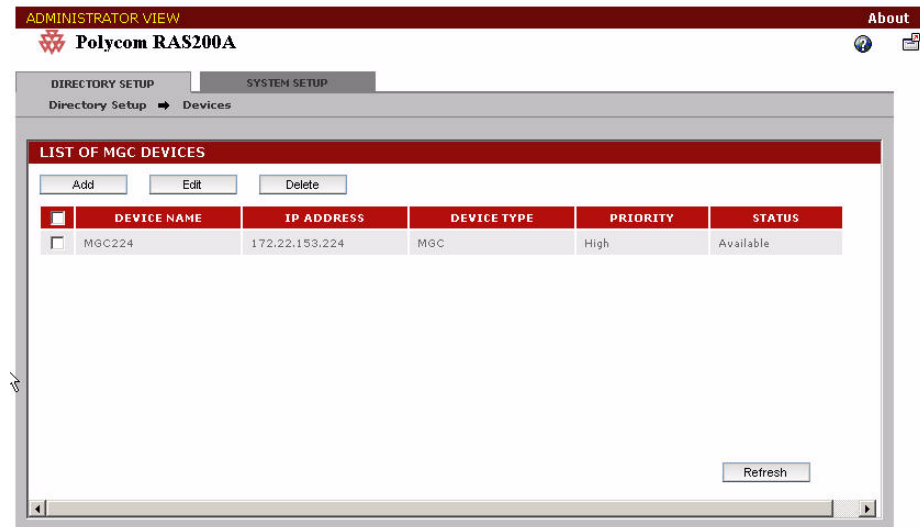 ADMINISTRATOR VIEW About
Polycom RAS200A
DIRECTORY SETUP SYSTEM SETUP
Directory Setup ➡ Devices
LIST OF MGC DEVICES
Add Edit Delete
DEVICE NAME IP ADDRESS DEVICE TYPE PRIORITY STATUS
MGC224 172.22.153.224 MGC High Available
Refresh